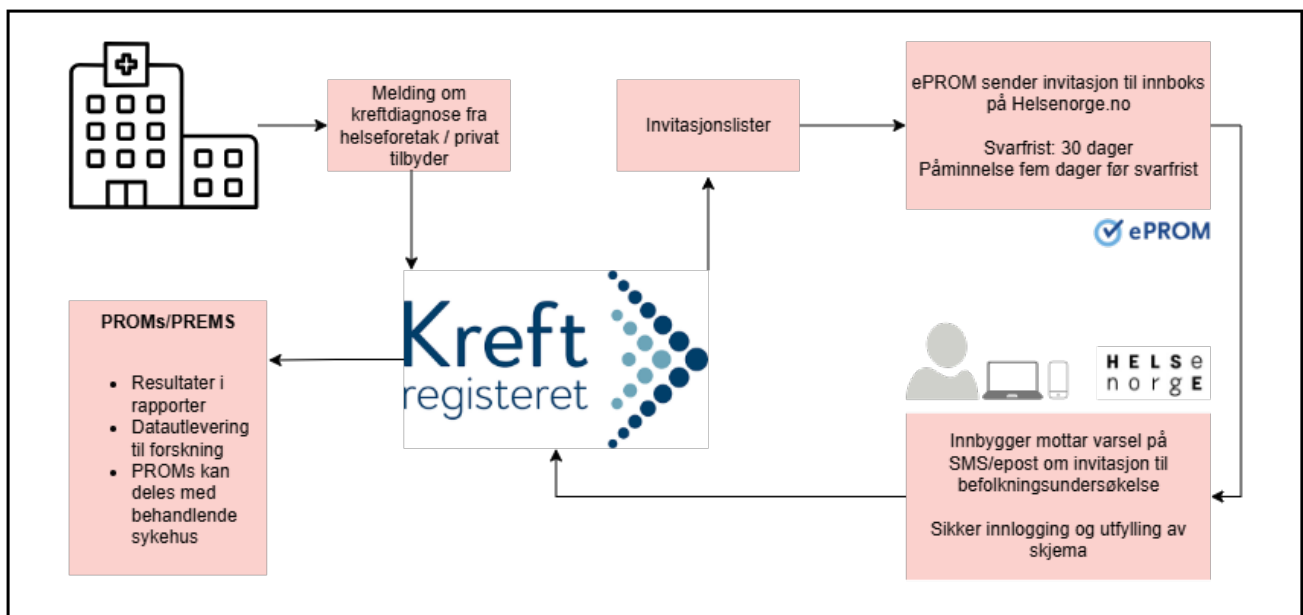 Melding om
kreftdiagnose fra
helseforetak / privat
tilbyder
Invitasjonslister
ePROM sender invitasjon til innboks
på Helsenorge.no
Svarfrist: 30 dager
Påminnelse fem dager før svarfrist
ePROM
Kreft
registeret
PROMs/PREMS
• Resultater i
rapporter
• Datautlevering
til forskning
• PROMs kan
deles med
behandlende
sykehus
HELSe
norgE
Innbygger mottar varsel på
SMS/epost om invitasjon til
befolkningsundersøkelse
Sikker innlogging og utfylling av
skjema